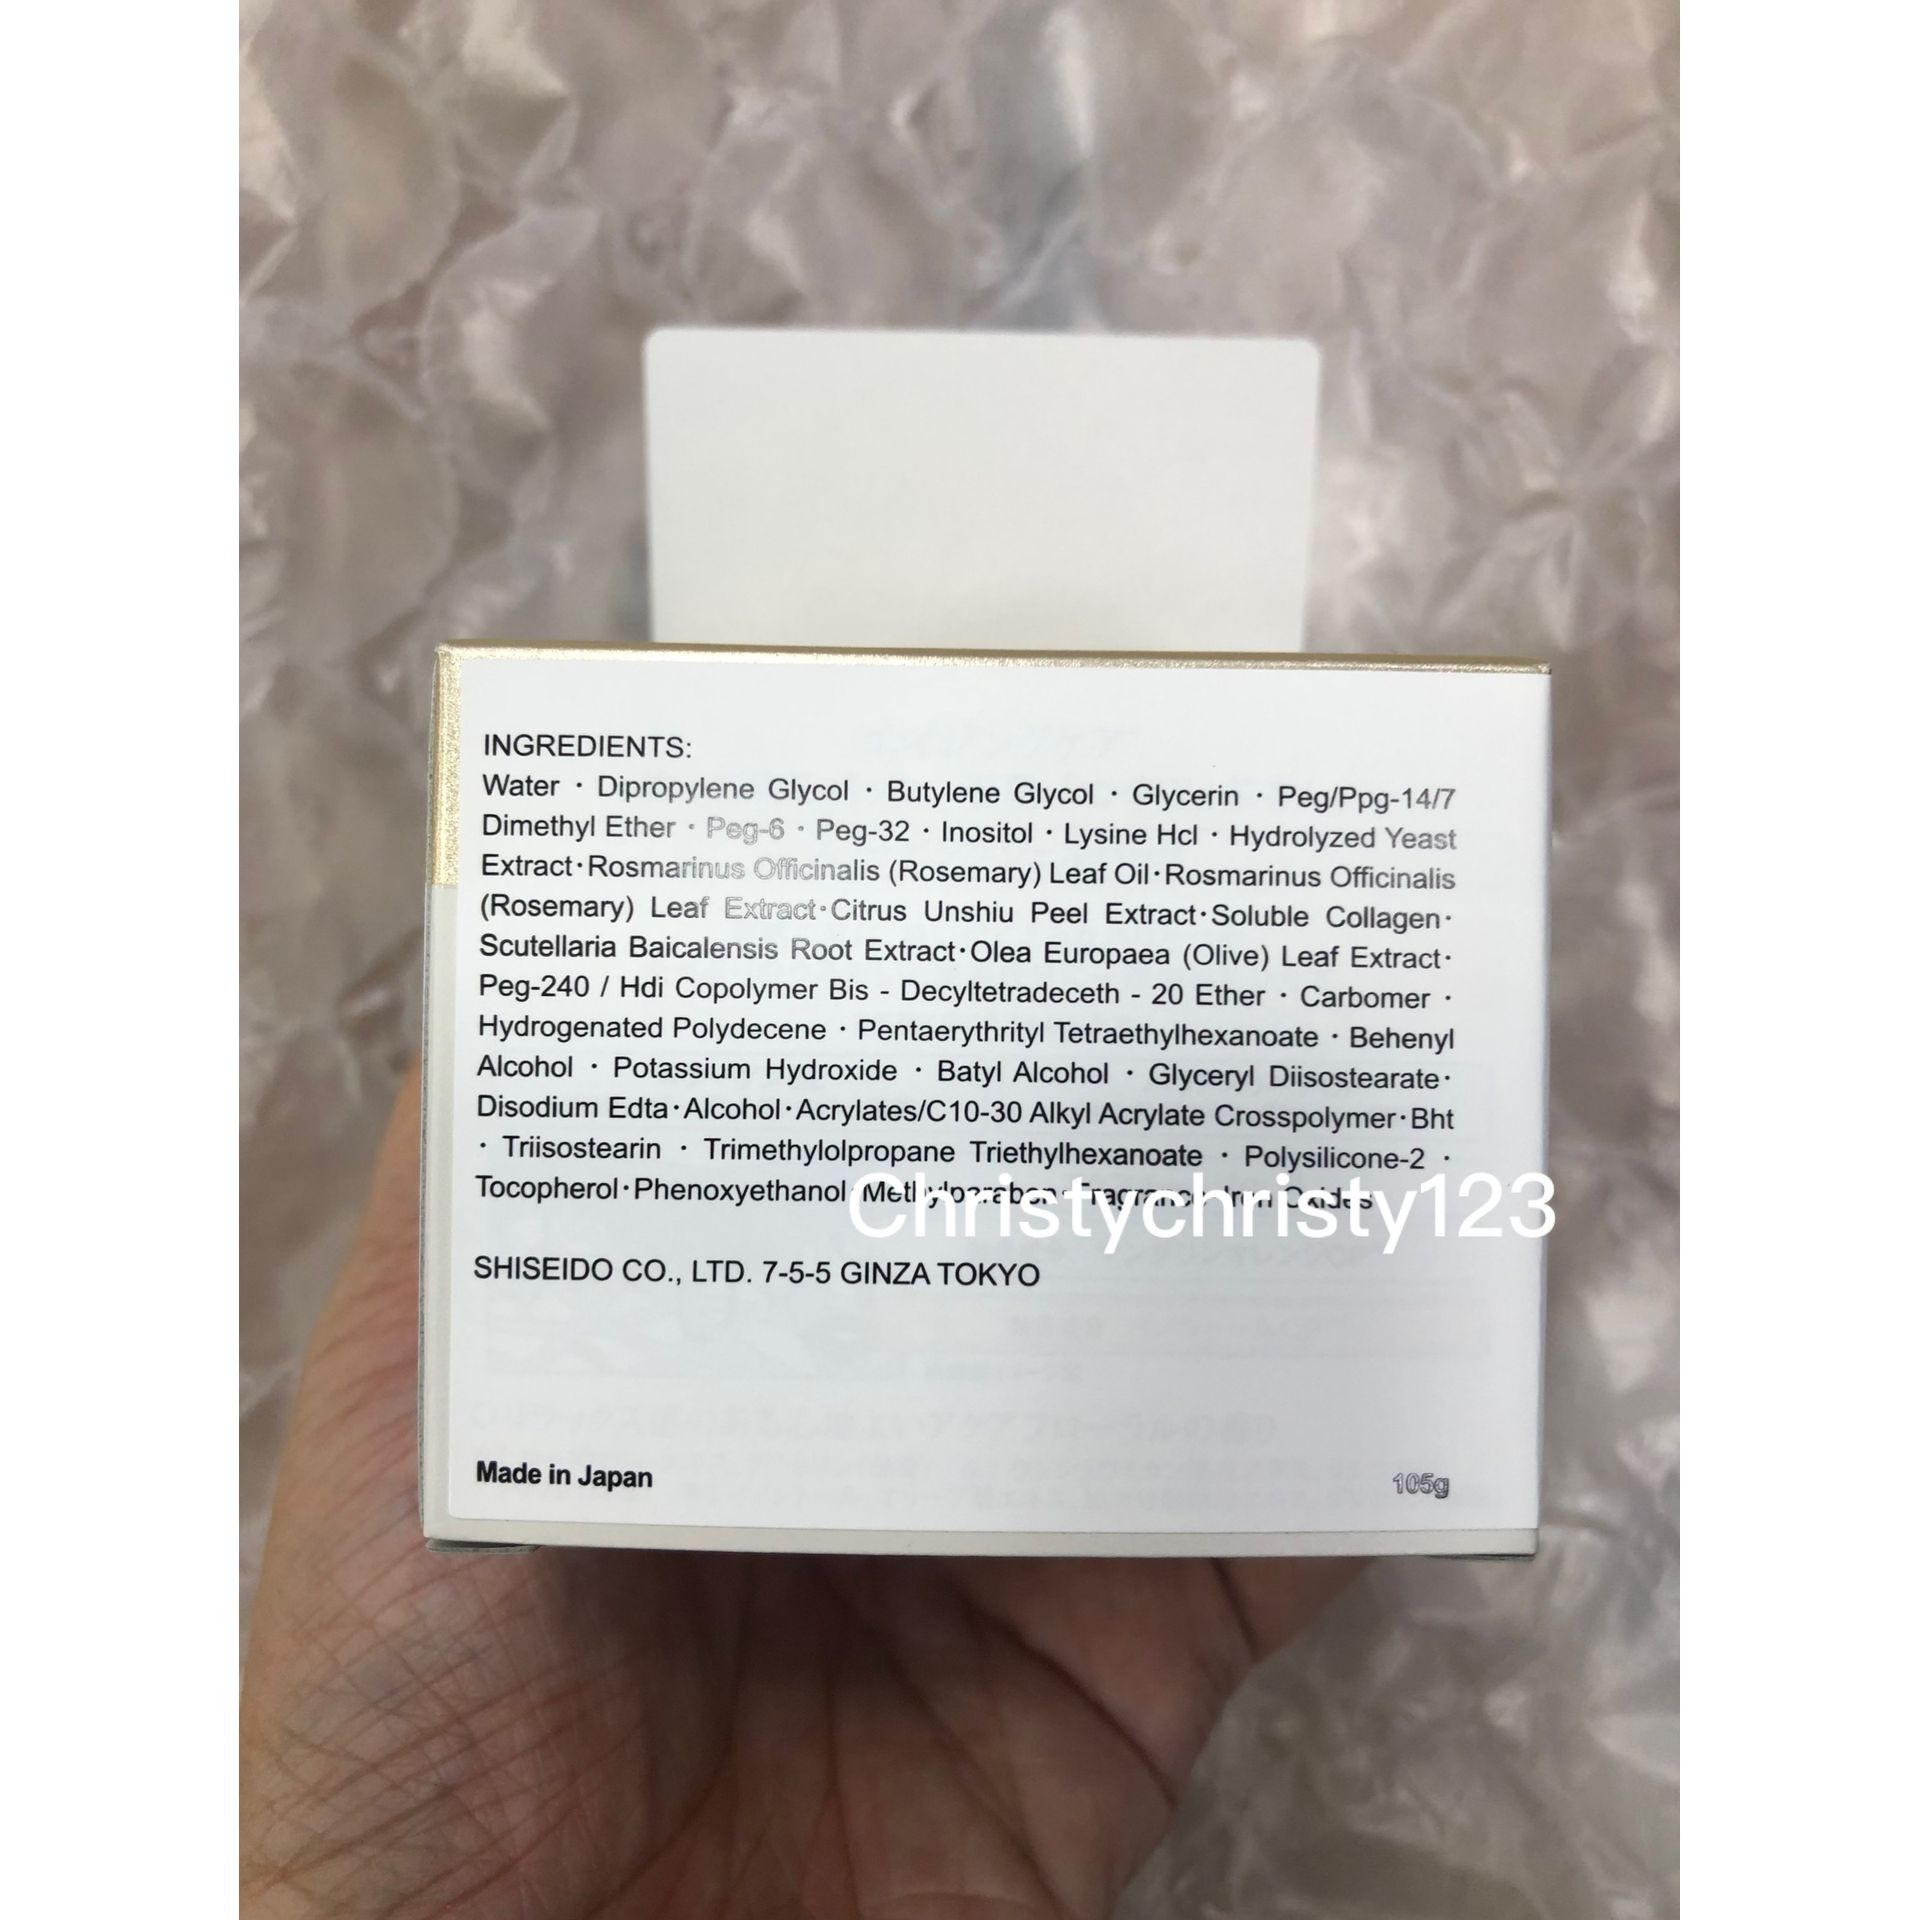 INGREDIENTS:
Water · Dipropylene Glycol · Butylene Glycol · Glycerin · Peg/Ppg-14/7
Dimethyl Ether · Peg-6 · Peg-32 · Inositol · Lysine Hcl · Hydrolyzed Yeast
Extract·Rosmarinus Officinalis (Rosemary) Leaf Oil·Rosmarinus Officinalis
(Rosemary) Leaf Extract·Citrus Unshiu Peel Extract·Soluble Collagen·
Scutellaria Baicalensis Root Extract·Olea Europaea (Olive) Leaf Extract·
Peg-240 / Hdi Copolymer Bis - Decyltetradeceth - 20 Ether · Carbomer ·
Hydrogenated Polydecene · Pentaerythrityl Tetraethylhexanoate · Behenyl
Alcohol · Potassium Hydroxide · Batyl Alcohol · Glyceryl Diisostearate·
Disodium Edta·Alcohol·Acrylates/C10-30 Alkyl Acrylate Crosspolymer·Bht
· Triisostearin · Trimethylolpropane Triethylhexanoate · Polysilicone-2 ·
Tocopherol·Phenoxyethanol·Methylparaben·Fragrance·Iron Oxides
Christychristy123
SHISEIDO CO., LTD. 7-5-5 GINZA TOKYO
Made in Japan
105g